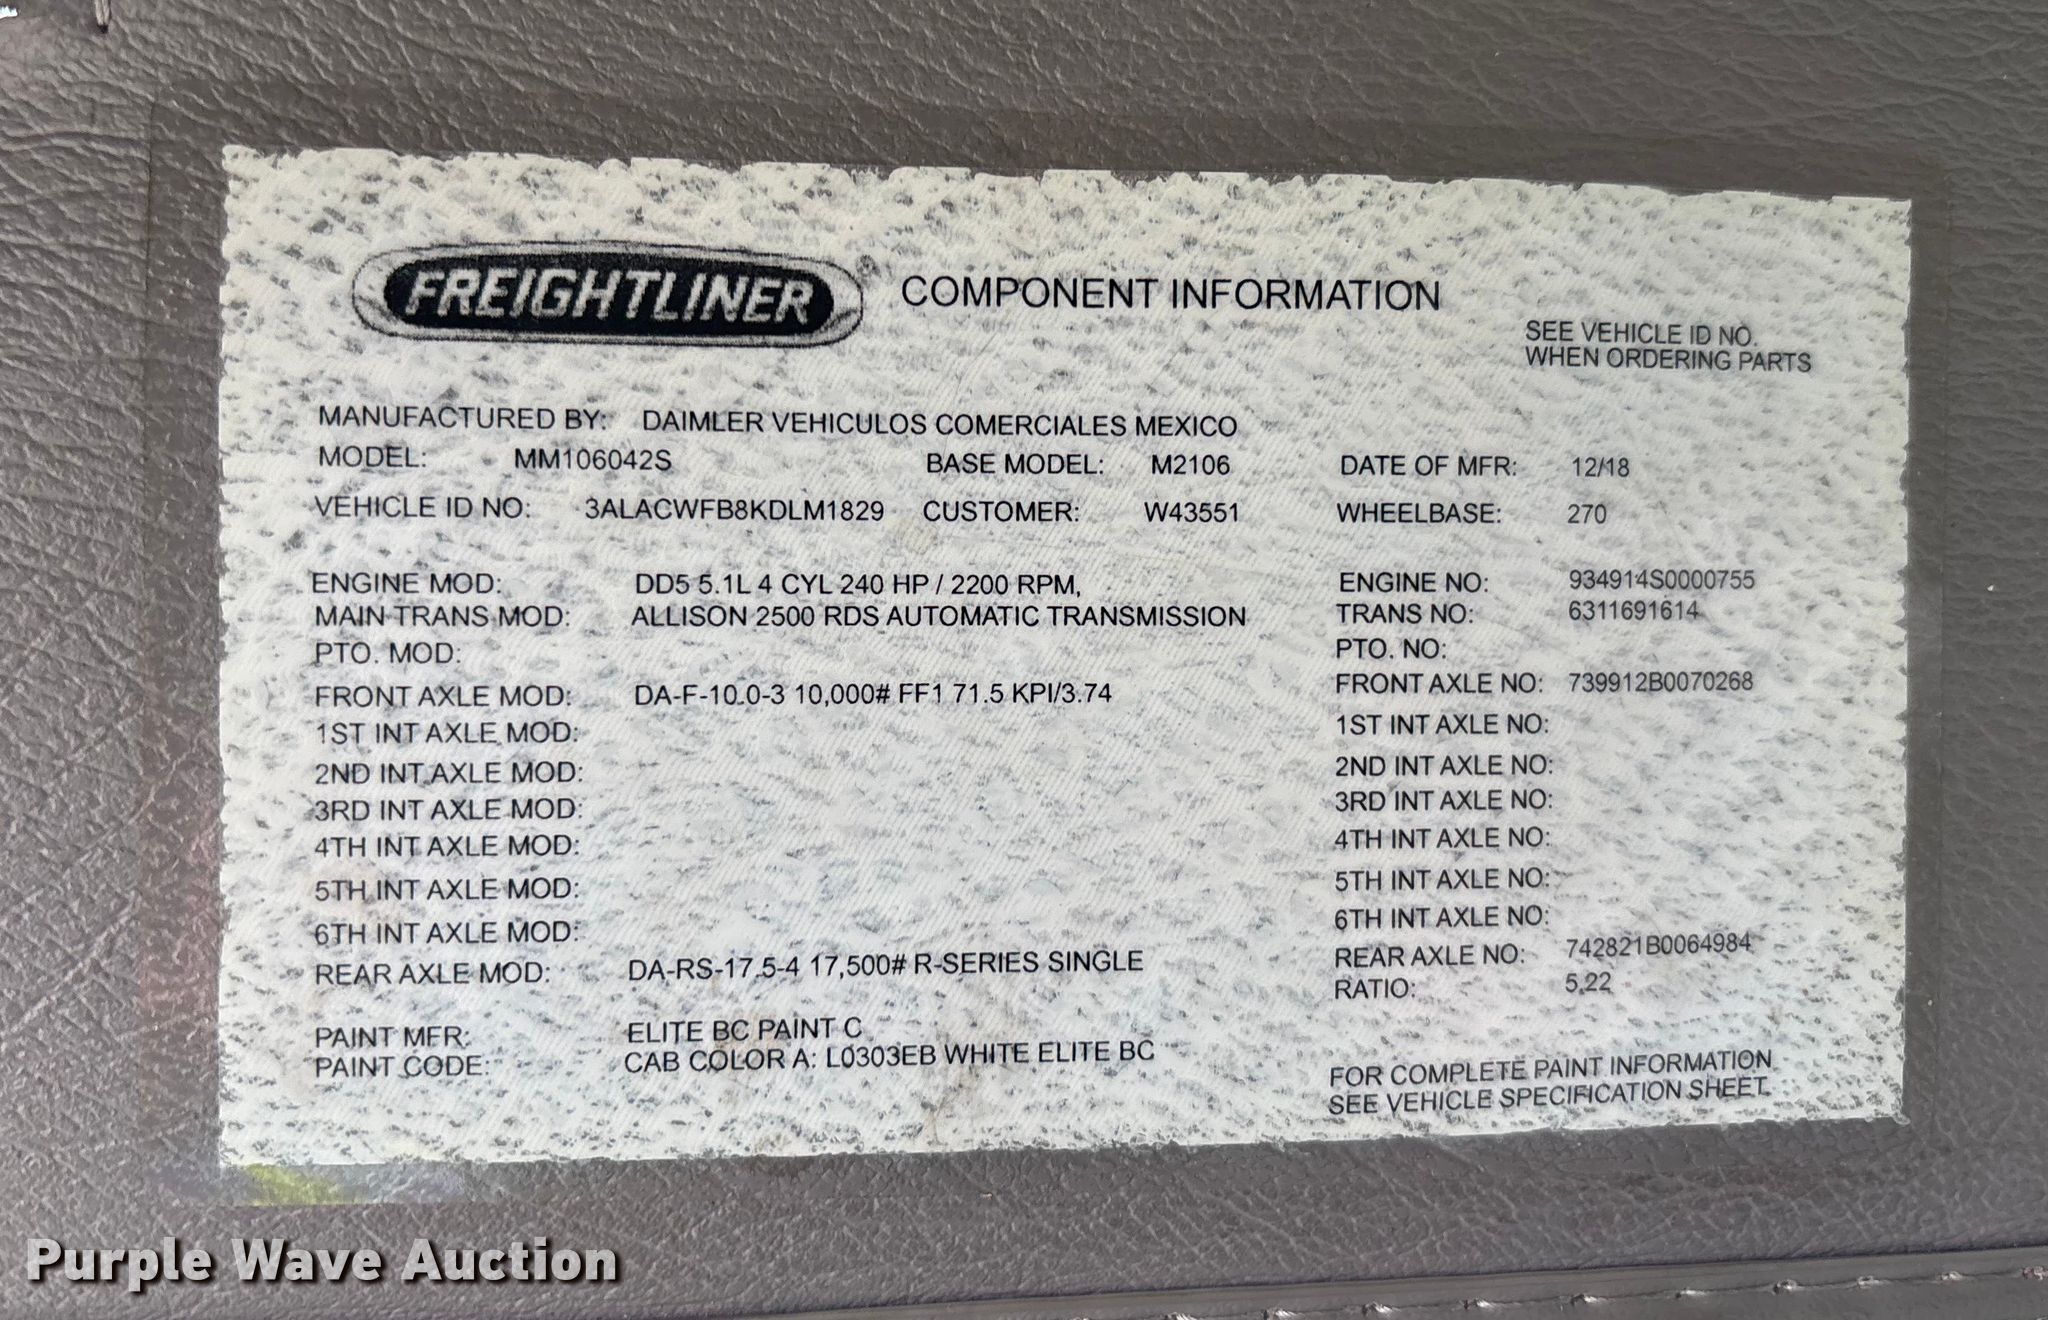 FREIGHTLINER® COMPONENT INFORMATION
SEE VEHICLE ID NO.
WHEN ORDERING PARTS
MANUFACTURED BY: DAIMLER VEHICULOS COMERCIALES MEXICO
MODEL: MM106042S BASE MODEL: M2106 DATE OF MFR: 12/18
VEHICLE ID NO: 3ALACWFB8KDLM1829 CUSTOMER: W43551 WHEELBASE: 270
ENGINE MOD: DD5 5.1L 4 CYL 240 HP / 2200 RPM, ENGINE NO: 934914S0000755
MAIN TRANS MOD: ALLISON 2500 RDS AUTOMATIC TRANSMISSION TRANS NO: 6311691614
PTO. MOD: PTO. NO:
FRONT AXLE MOD: DA-F-10.0-3 10,000# FF1 71.5 KPI/3.74 FRONT AXLE NO: 739912B0070268
1ST INT AXLE MOD: 1ST INT AXLE NO:
2ND INT AXLE MOD: 2ND INT AXLE NO:
3RD INT AXLE MOD: 3RD INT AXLE NO:
4TH INT AXLE MOD: 4TH INT AXLE NO:
5TH INT AXLE MOD: 5TH INT AXLE NO:
6TH INT AXLE MOD: 6TH INT AXLE NO:
REAR AXLE MOD: DA-RS-17.5-4 17,500# R-SERIES SINGLE REAR AXLE NO: 742821B0064984
RATIO: 5.22
PAINT MFR: ELITE BC PAINT C
PAINT CODE: CAB COLOR A: L0303EB WHITE ELITE BC
FOR COMPLETE PAINT INFORMATION
SEE VEHICLE SPECIFICATION SHEET.
Purple Wave Auction